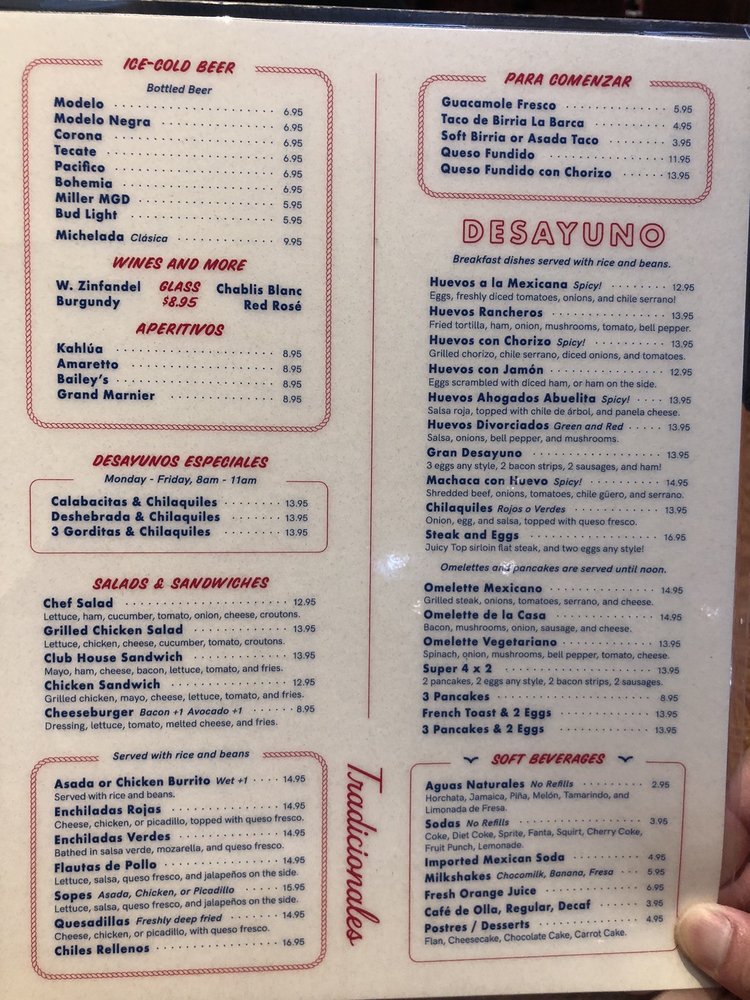 ICE-COLD BEER
Bottled Beer
Modelo 6.95
Modelo Negra 6.95
Corona 6.95
Tecate 6.95
Pacifico 6.95
Bohemia 6.95
Miller MGD 5.95
Bud Light 5.95
Michelada Clásica 9.95
WINES AND MORE
W. Zinfandel GLASS Chablis Blanc
Burgundy $8.95 Red Rosé
APERITIVOS
Kahlúa 8.95
Amaretto 8.95
Bailey's 8.95
Grand Marnier 8.95
DESAYUNOS ESPECIALES
Monday - Friday, 8am - 11am
Calabacitas & Chilaquiles 13.95
Deshebrada & Chilaquiles 13.95
3 Gorditas & Chilaquiles 13.95
SALADS & SANDWICHES
Chef Salad 12.95
Lettuce, ham, cucumber, tomato, onion, cheese, croutons.
Grilled Chicken Salad 13.95
Lettuce, chicken, cheese, cucumber, tomato, croutons.
Club House Sandwich 13.95
Mayo, ham, cheese, bacon, lettuce, tomato, and fries.
Chicken Sandwich 12.95
Grilled chicken, mayo, cheese, lettuce, tomato, and fries.
Cheeseburger Bacon +1 Avocado +1 8.95
Dressing, lettuce, tomato, melted cheese, and fries.
Served with rice and beans
Asada or Chicken Burrito Wet +1 14.95
Served with rice and beans.
Enchiladas Rojas 14.95
Cheese, chicken, or picadillo, topped with queso fresco.
Enchiladas Verdes 14.95
Bathed in salsa verde, mozarella, and queso fresco.
Flautas de Pollo 14.95
Lettuce, salsa, queso fresco, and jalapeños on the side.
Sopes Asada, Chicken, or Picadillo 15.95
Lettuce, salsa, queso fresco, and jalapeños on the side.
Quesadillas Freshly deep fried 14.95
Cheese, chicken, or picadillo, with queso fresco.
Chiles Rellenos 16.95
Tradicionales
PARA COMENZAR
Guacamole Fresco 5.95
Taco de Birria La Barca 4.95
Soft Birria or Asada Taco 3.95
Queso Fundido 11.95
Queso Fundido con Chorizo 13.95
DESAYUNO
Breakfast dishes served with rice and beans.
Huevos a la Mexicana Spicy! 12.95
Eggs, freshly diced tomatoes, onions, and chile serrano!
Huevos Rancheros 13.95
Fried tortilla, ham, onion, mushrooms, tomato, bell pepper.
Huevos con Chorizo Spicy! 13.95
Grilled chorizo, chile serrano, diced onions, and tomatoes.
Huevos con Jamón 12.95
Eggs scrambled with diced ham, or ham on the side.
Huevos Ahogados Abuelita Spicy! 13.95
Salsa roja, topped with chile de árbol, and panela cheese.
Huevos Divorciados Green and Red 13.95
Salsa, onions, bell pepper, and mushrooms.
Gran Desayuno 13.95
3 eggs any style, 2 bacon strips, 2 sausages, and ham!
Machaca con Huevo Spicy! 14.95
Shredded beef, onions, tomatoes, chile güero, and serrano.
Chilaquiles Rojos o Verdes 13.95
Onion, egg, and salsa, topped with queso fresco.
Steak and Eggs 16.95
Juicy Top sirloin flat steak, and two eggs any style!
Omelettes and pancakes are served until noon.
Omelette Mexicano 14.95
Grilled steak, onions, tomatoes, serrano, and cheese.
Omelette de la Casa 14.95
Bacon, mushrooms, onion, sausage, and cheese.
Omelette Vegetariano 13.95
Spinach, onion, mushrooms, bell pepper, tomato, cheese.
Super 4 x 2 13.95
2 pancakes, 2 eggs any style, 2 bacon strips, 2 sausages.
3 Pancakes 8.95
French Toast & 2 Eggs 13.95
3 Pancakes & 2 Eggs 13.95
SOFT BEVERAGES
Aguas Naturales No Refills 2.95
Horchata, Jamaica, Piña, Melón, Tamarindo, and
Limonada de Fresa.
Sodas No Refills 3.95
Coke, Diet Coke, Sprite, Fanta, Squirt, Cherry Coke,
Fruit Punch, Lemonade.
Imported Mexican Soda 4.95
Milkshakes Chocomilk, Banana, Fresa 5.95
Fresh Orange Juice 6.95
Café de Olla, Regular, Decaf 3.95
Postres / Desserts 4.95
Flan, Cheesecake, Chocolate Cake, Carrot Cake.